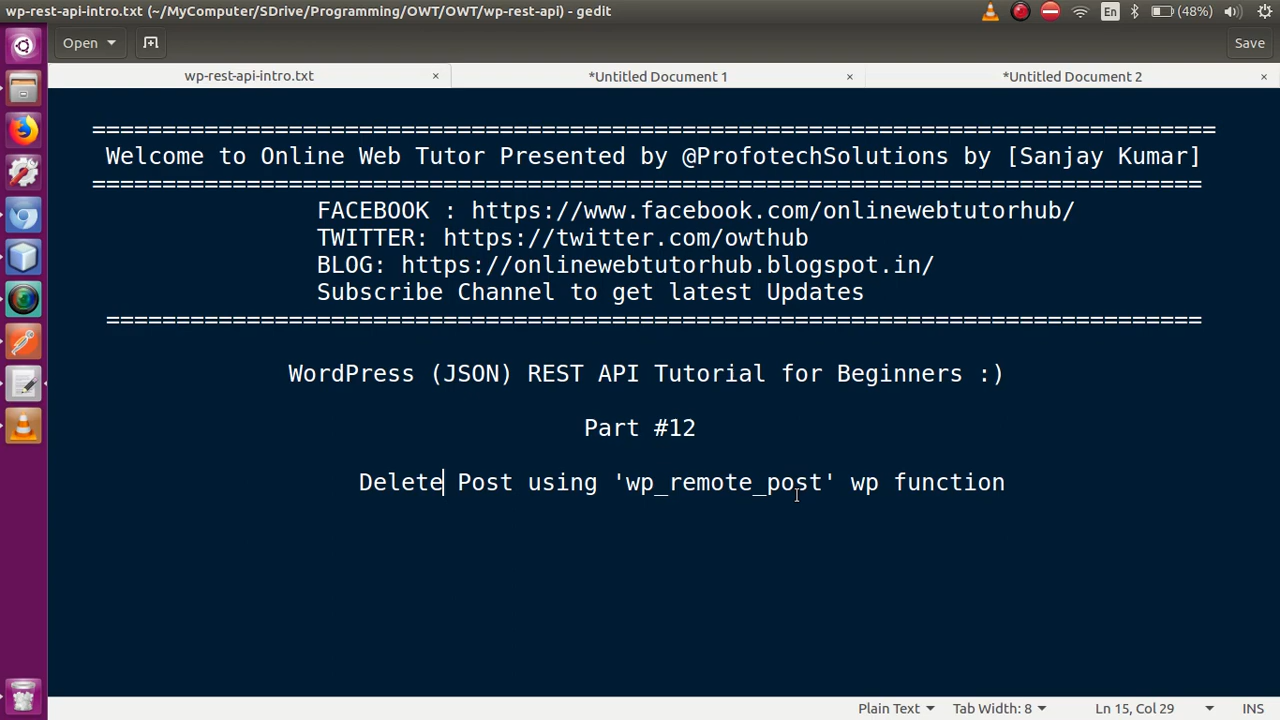 wp-rest-api-intro.txt (~/MyComputer/SDrive/Programming/OWT/OWT/wp-rest-api) - gedit
En
(48%)
Open
Save
wp-rest-api-intro.txt ×
*Untitled Document 1 ×
*Untitled Document 2 ×
================================================================================
Welcome to Online Web Tutor Presented by @ProfotechSolutions by [Sanjay Kumar]
===============================================================================
FACEBOOK : https://www.facebook.com/onlinewebtutorhub/
TWITTER: https://twitter.com/owthub
BLOG: https://onlinewebtutorhub.blogspot.in/
Subscribe Channel to get latest Updates
==============================================================================
WordPress (JSON) REST API Tutorial for Beginners :)
Part #12
Delete Post using 'wp_remote_post' wp function
Plain Text
Tab Width: 8
Ln 15, Col 29
INS